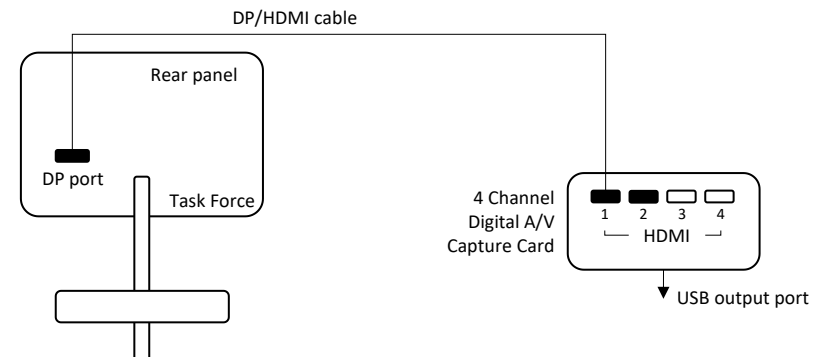 DP/HDMI cable
Rear panel
DP port
Task Force
4 Channel
Digital A/V
Capture Card
1 2 3 4
HDMI
USB output port